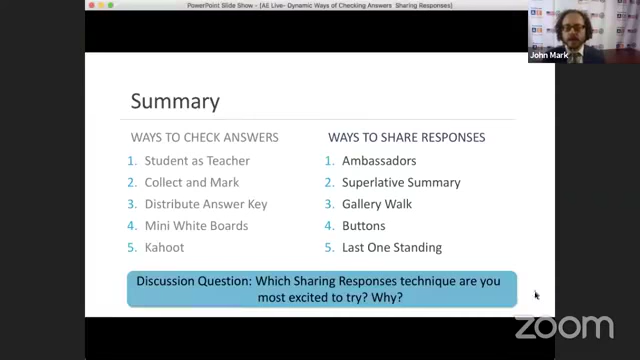 PowerPoint Slide Show - [AE Live- Dynamic Ways of Checking Answers Sharing Responses]
John Mark
Summary
WAYS TO CHECK ANSWERS
1. Student as Teacher
2. Collect and Mark
3. Distribute Answer Key
4. Mini White Boards
5. Kahoot
WAYS TO SHARE RESPONSES
1. Ambassadors
2. Superlative Summary
3. Gallery Walk
4. Buttons
5. Last One Standing
Discussion Question: Which Sharing Responses technique are you
most excited to try? Why?
zoom